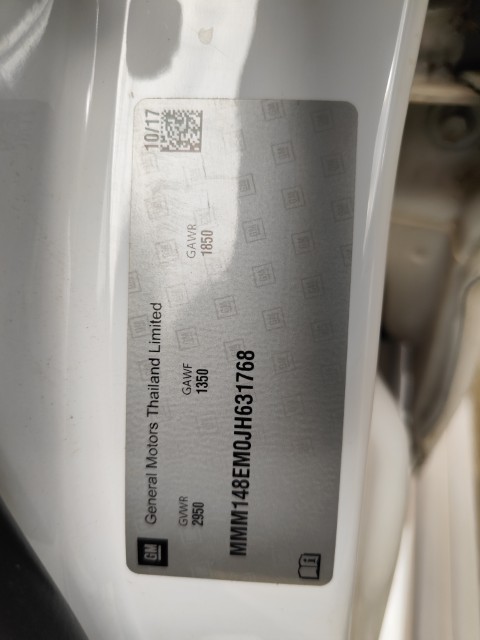 GM
General Motors Thailand Limited
10/17
GVWR
2950
GAWF
1350
GAWR
1850
MMM148EM0JH631768